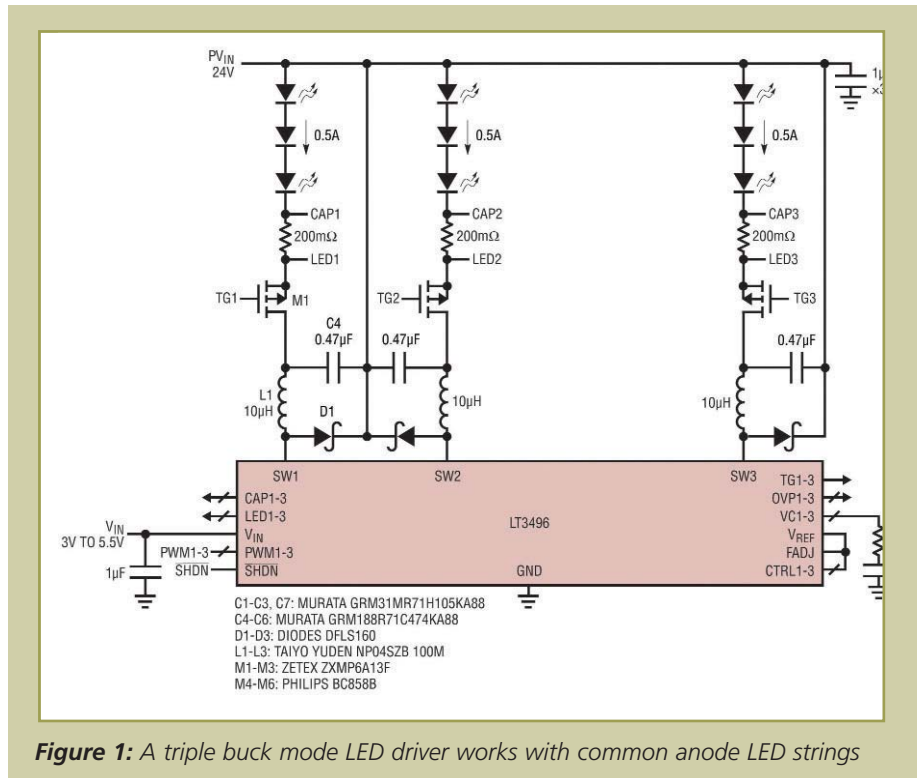 PVIN
24V
1µ
×3
0.5A
0.5A
CAP1
CAP2
CAP3
200mΩ
200mΩ
200mΩ
LED1
LED2
LED3
TG1
M1
TG2
TG3
C4
0.47µF
0.47µF
0.47µF
L1
10µH
10µH
10µH
D1
SW1
SW2
SW3
CAP1-3
LED1-3
VIN
PWM1-3
SHDN
LT3496
GND
TG1-3
OVP1-3
VC1-3
VREF
FADJ
CTRL1-3
VIN
3V TO 5.5V
PWM1-3
SHDN
1µF
C1-C3, C7: MURATA GRM31MR71H105KA88
C4-C6: MURATA GRM188R71C474KA88
D1-D3: DIODES DFLS160
L1-L3: TAIYO YUDEN NP04SZB 100M
M1-M3: ZETEX ZXMP6A13F
M4-M6: PHILIPS BC858B
Figure 1: A triple buck mode LED driver works with common anode LED strings